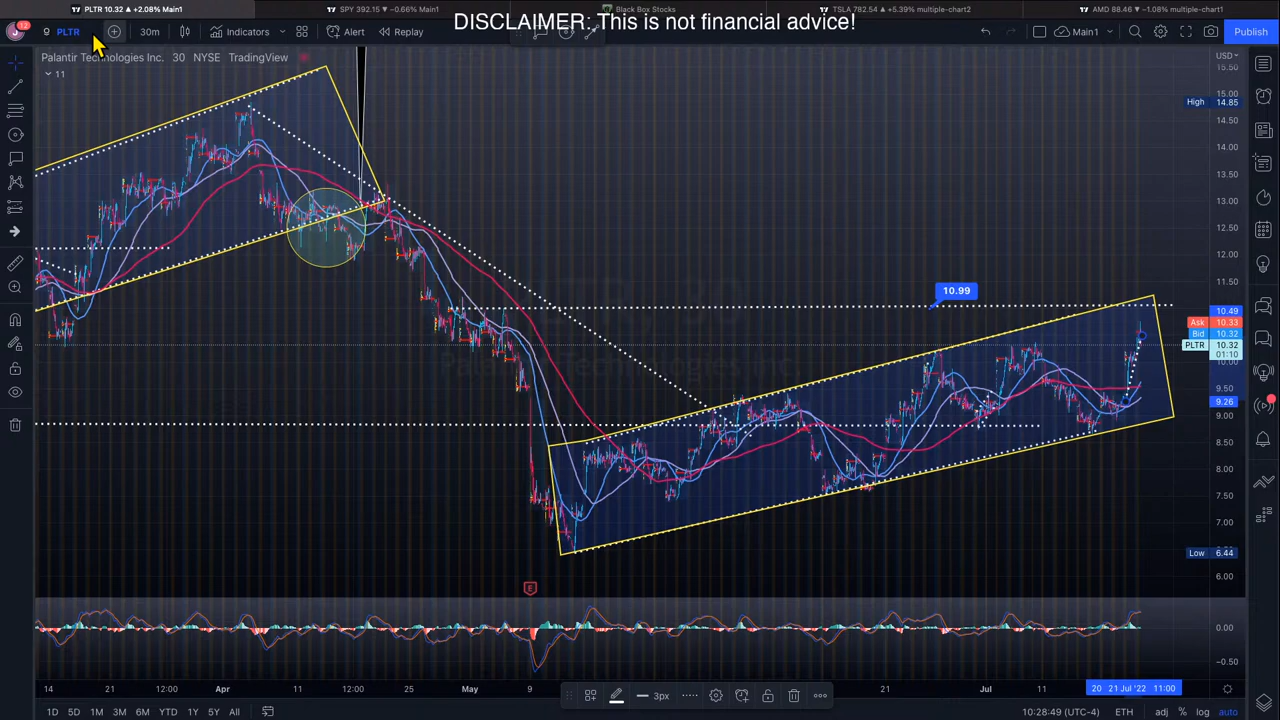 PLTR 10.32 ▲ +2.08% Main1
SPY 392.15 −0.66% Main1
Black Box Stocks
TSLA 782.54 ▲ +5.39% multiple-chart2
AMD 88.46 ▼ −1.08% multiple-chart1
DISCLAIMER: This is not financial advice!
12
PLTR
30m
Indicators
Alert
Replay
Main1
Publish
Palantir Technologies Inc. 30 NYSE TradingView
11
USD
15.50
15.00
High 14.85
14.50
14.00
13.50
13.00
12.50
12.00
11.50
10.99
10.49
Ask 10.33
Bid 10.32
PLTR 10.32
01:10
10.00
9.50
9.26
9.00
8.50
8.00
7.50
7.00
Low 6.44
6.00
E
0.00
−0.50
14
21
12:00
Apr
11
12:00
25
May
9
21
Jul
11
20
21 Jul '22 11:00
3px
1D 5D 1M 3M 6M YTD 1Y 5Y All
10:28:49 (UTC-4)
ETH
adj
%
log
auto